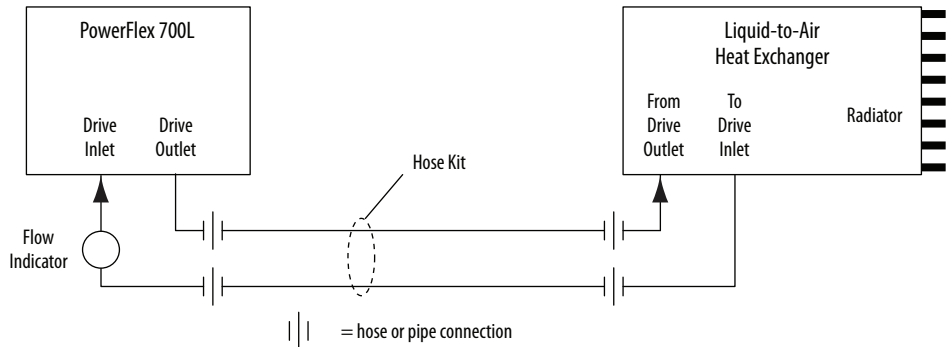 PowerFlex 700L
Drive
Inlet
Drive
Outlet
Flow
Indicator
Hose Kit
Liquid-to-Air
Heat Exchanger
From
Drive
Outlet
To
Drive
Inlet
Radiator
= hose or pipe connection